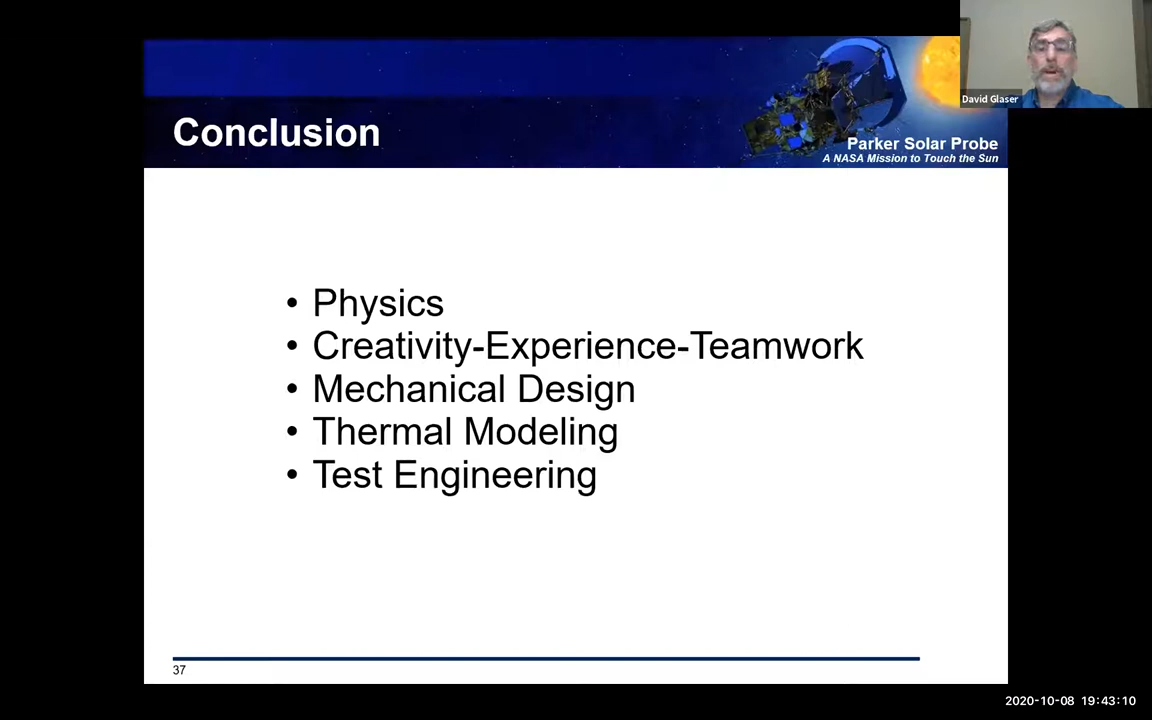 Conclusion
Parker Solar Probe
A NASA Mission to Touch the Sun
David Glaser
• Physics
• Creativity-Experience-Teamwork
• Mechanical Design
• Thermal Modeling
• Test Engineering
37
2020-10-08 19:43:10